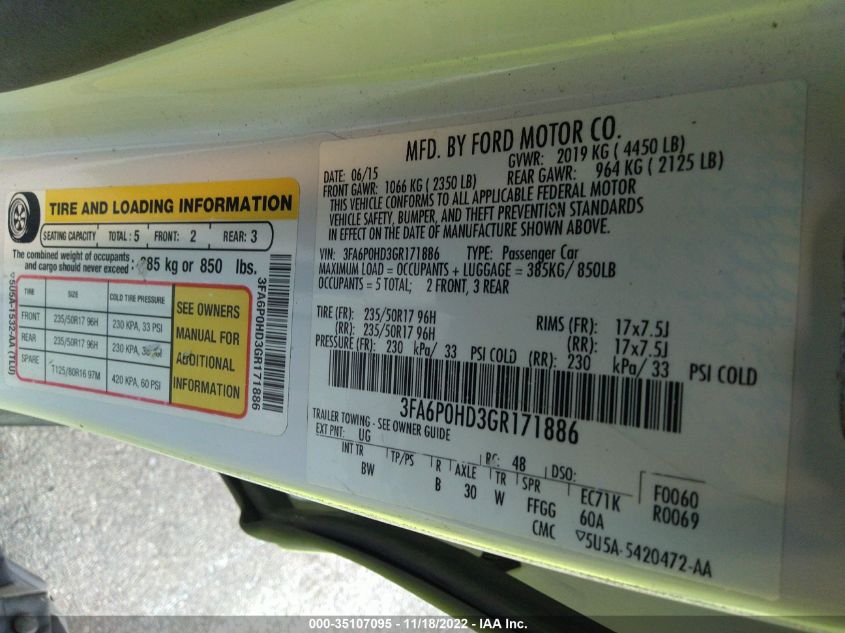 TIRE AND LOADING INFORMATION
SEATING CAPACITY TOTAL: 5 FRONT: 2 REAR: 3
The combined weight of occupants
and cargo should never exceed: 385 kg or 850 lbs.
TIRE SIZE COLD TIRE PRESSURE
FRONT 235/50R17 96H 230 KPA, 33 PSI
REAR 235/50R17 96H 230 KPA,
SPARE T125/80R16 97M 420 KPA, 60 PSI
SEE OWNERS
MANUAL FOR
ADDITIONAL
INFORMATION
5U6A-1532-AA (TLU)
3FA6P0HD3GR171886
MFD. BY FORD MOTOR CO.
DATE: 06/15 GVWR: 2019 KG ( 4450 LB)
FRONT GAWR: 1066 KG ( 2350 LB) REAR GAWR: 964 KG ( 2125 LB)
THIS VEHICLE CONFORMS TO ALL APPLICABLE FEDERAL MOTOR
VEHICLE SAFETY, BUMPER, AND THEFT PREVENTION STANDARDS
IN EFFECT ON THE DATE OF MANUFACTURE SHOWN ABOVE.
VIN: 3FA6P0HD3GR171886 TYPE: Passenger Car
MAXIMUM LOAD = OCCUPANTS + LUGGAGE = 385KG/ 850LB
OCCUPANTS = 5 TOTAL; 2 FRONT, 3 REAR
TIRE (FR): 235/50R17 96H RIMS (FR): 17x7.5J
(RR): 235/50R17 96H (RR): 17x7.5J
PRESSURE (FR): 230 kPa/ 33 PSI COLD (RR): 230 kPa/ 33 PSI COLD
3FA6P0HD3GR171886
TRAILER TOWING - SEE OWNER GUIDE
EXT PNT: UG RC: 48 DSO:
INT TR TP/PS R AXLE TR SPR EC71K F0060
BW B 30 W FFGG 60A R0069
CMC 5U5A-5420472-AA
000-35107095 - 11/18/2022 - IAA Inc.